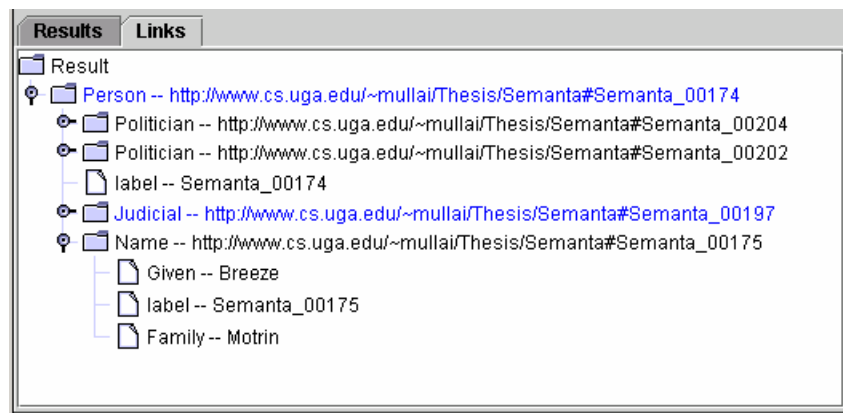 Results Links
Result
Person -- http://www.cs.uga.edu/~mullai/Thesis/Semanta#Semanta_00174
Politician -- http://www.cs.uga.edu/~mullai/Thesis/Semanta#Semanta_00204
Politician -- http://www.cs.uga.edu/~mullai/Thesis/Semanta#Semanta_00202
label -- Semanta_00174
Judicial -- http://www.cs.uga.edu/~mullai/Thesis/Semanta#Semanta_00197
Name -- http://www.cs.uga.edu/~mullai/Thesis/Semanta#Semanta_00175
Given -- Breeze
label -- Semanta_00175
Family -- Motrin